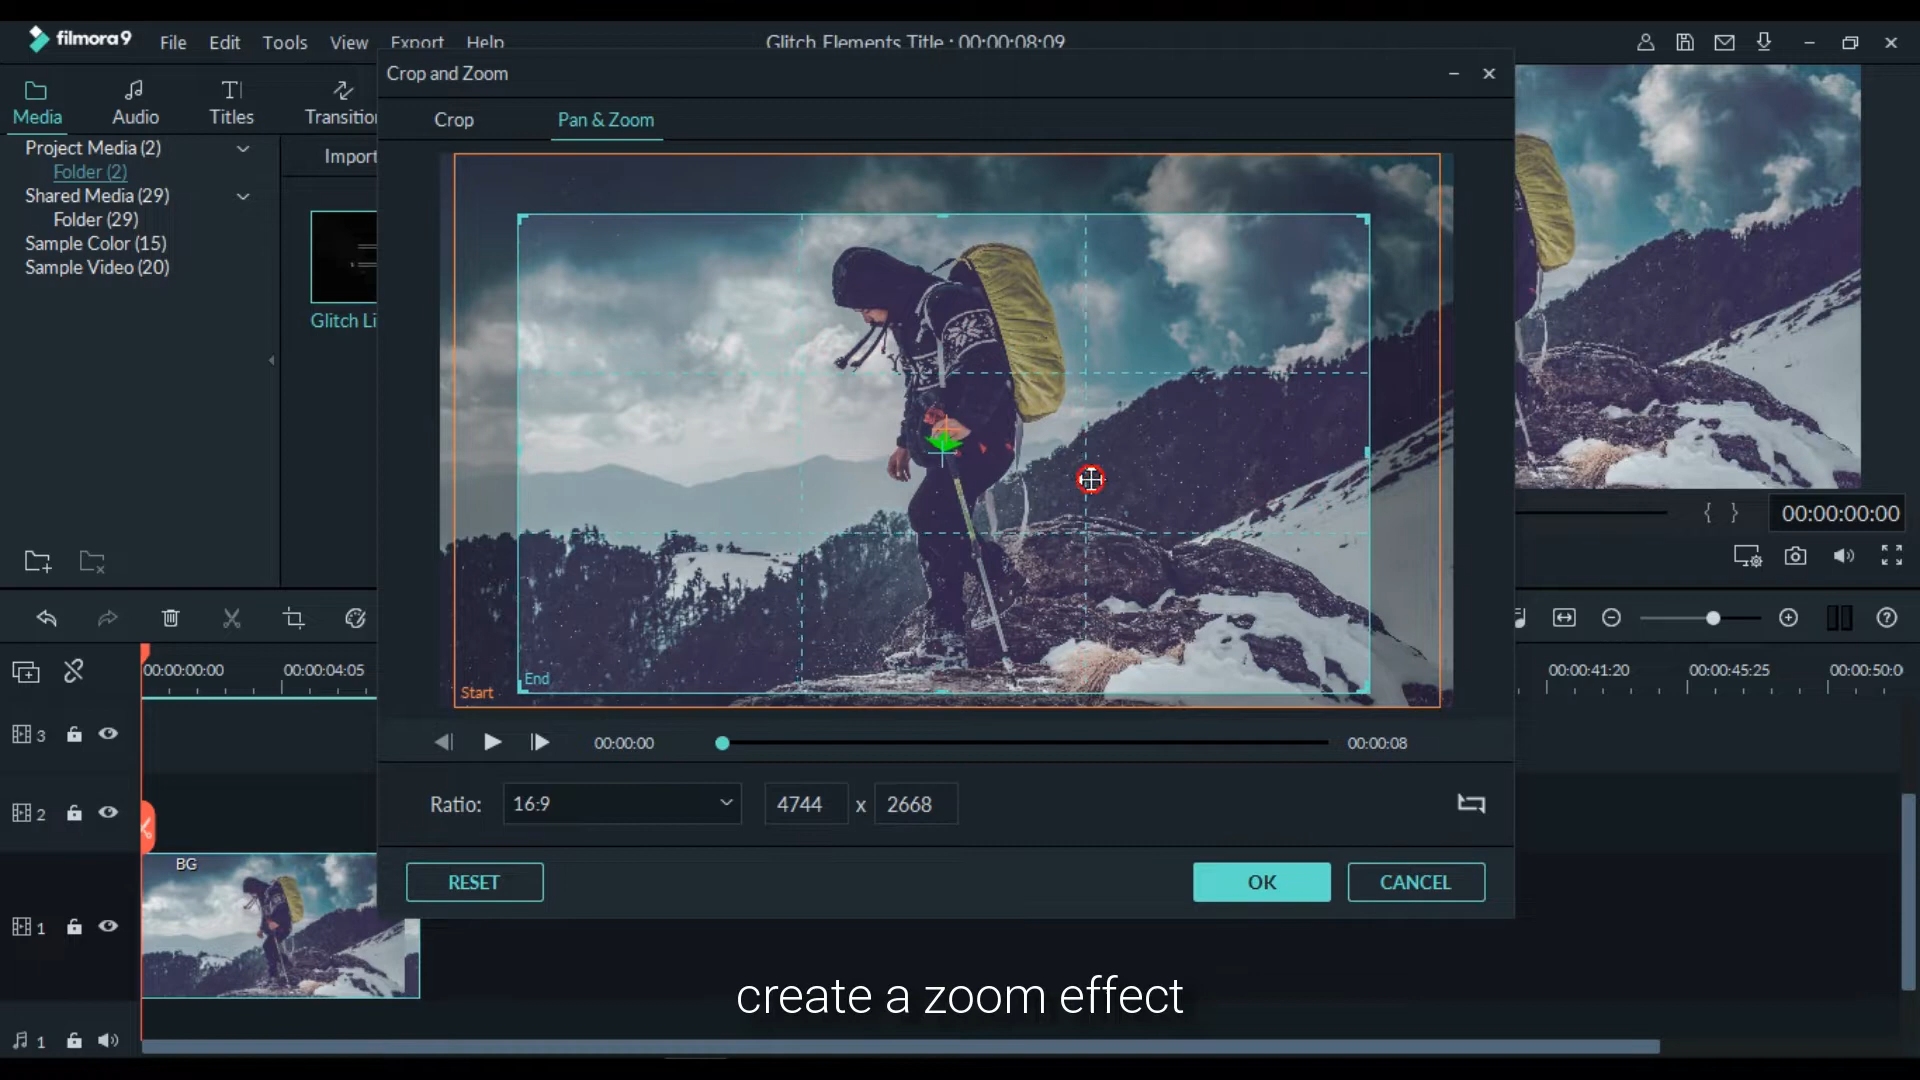 filmora9 File Edit Tools View Export Help Glitch Elements Title : 00:00:08:09
Crop and Zoom
Media Audio Titles Transition
Crop Pan & Zoom
Project Media (2)
Folder (2)
Shared Media (29)
Folder (29)
Sample Color (15)
Sample Video (20)
Import
Glitch Li
Start
End
00:00:00:00
00:00:00 00:00:08
Ratio: 16:9 4744 x 2668
RESET OK CANCEL
00:00:00:00 00:00:04:05 00:00:41:20 00:00:45:25 00:00:50:0
3
2
BG
1
1
create a zoom effect